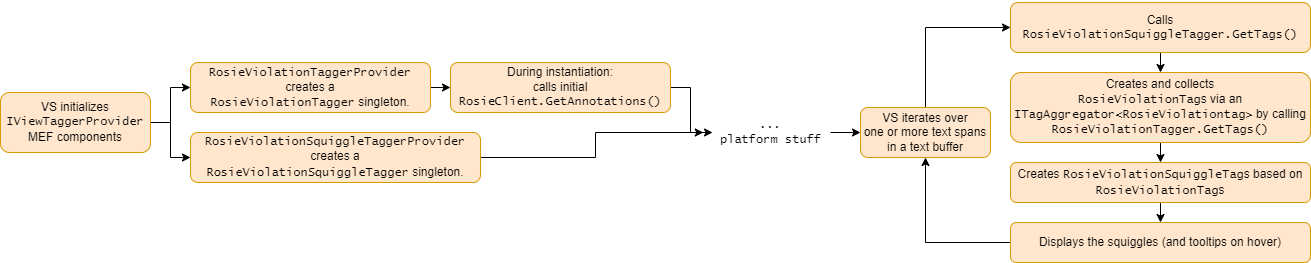 VS initializes
IViewTaggerProvider
MEF components
RosieViolationTaggerProvider
creates a
RosieViolationTagger singleton.
During instantiation:
calls initial
RosieClient.GetAnnotations()
RosieViolationSquiggleTaggerProvider
creates a
RosieViolationSquiggleTagger singleton.
...
platform stuff
VS iterates over
one or more text spans
in a text buffer
Calls
RosieViolationSquiggleTagger.GetTags()
Creates and collects
RosieViolationTags via an
ITagAggregator<RosieViolationtag> by calling
RosieViolationTagger.GetTags()
Creates RosieViolationSquiggleTags based on
RosieViolationTags
Displays the squiggles (and tooltips on hover)